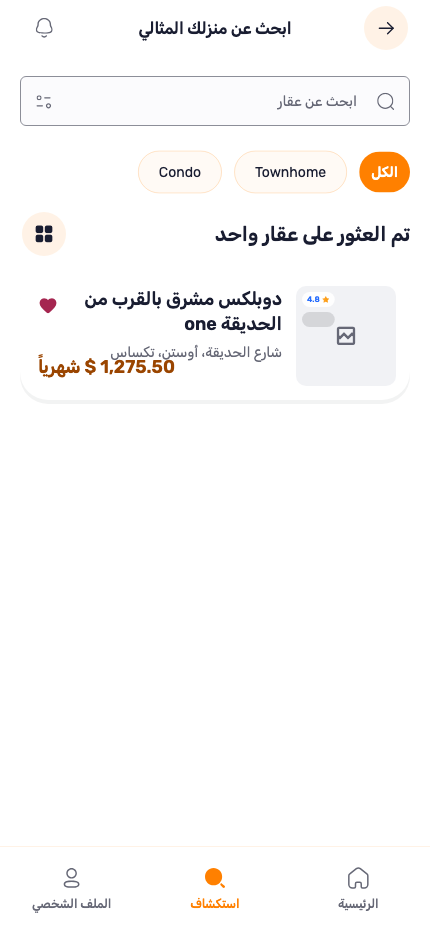 ابحث عن منزلك المثالي
ابحث عن عقار
الكل
Townhome
Condo
تم العثور على عقار واحد
4.8
دوبلكس مشرق بالقرب من
الحديقة one
شارع الحديقة، أوستن، تكساس
1,275.50 $ شهرياً
الرئيسية
استكشاف
الملف الشخصي